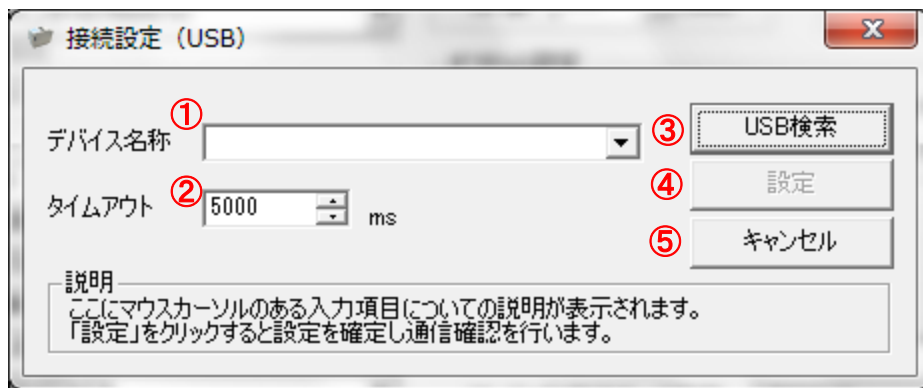 接続設定（USB）
① デバイス名称
② タイムアウト 5000 ms
③ USB検索
④ 設定
⑤ キャンセル
説明
ここにマウスカーソルのある入力項目についての説明が表示されます。
「設定」をクリックすると設定を確定し通信確認を行います。